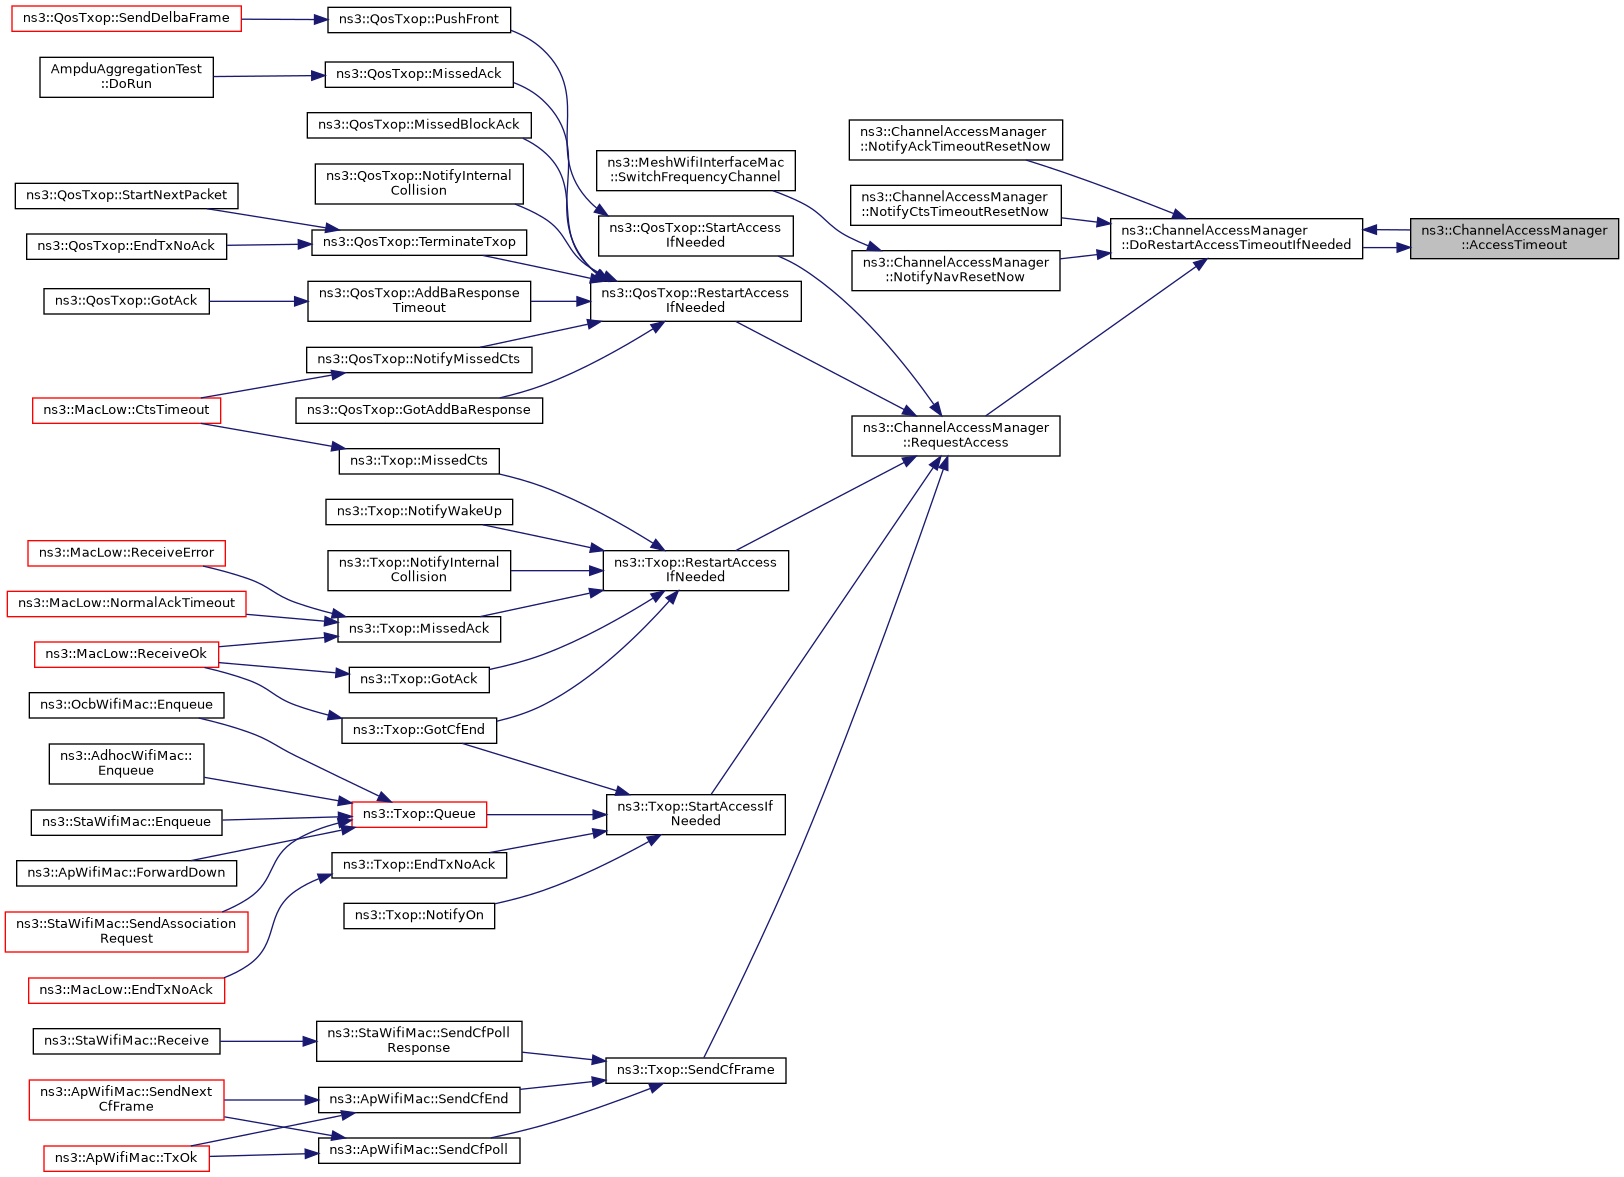 ns3::QosTxop::SendDelbaFrame
AmpduAggregationTest
::DoRun
ns3::QosTxop::StartNextPacket
ns3::QosTxop::EndTxNoAck
ns3::QosTxop::GotAck
ns3::MacLow::CtsTimeout
ns3::MacLow::ReceiveError
ns3::MacLow::NormalAckTimeout
ns3::MacLow::ReceiveOk
ns3::OcbWifiMac::Enqueue
ns3::AdhocWifiMac::
Enqueue
ns3::StaWifiMac::Enqueue
ns3::ApWifiMac::ForwardDown
ns3::StaWifiMac::SendAssociation
Request
ns3::MacLow::EndTxNoAck
ns3::StaWifiMac::Receive
ns3::ApWifiMac::SendNext
CfFrame
ns3::ApWifiMac::TxOk
ns3::QosTxop::PushFront
ns3::QosTxop::MissedAck
ns3::QosTxop::MissedBlockAck
ns3::QosTxop::NotifyInternal
Collision
ns3::QosTxop::TerminateTxop
ns3::QosTxop::AddBaResponse
Timeout
ns3::QosTxop::NotifyMissedCts
ns3::QosTxop::GotAddBaResponse
ns3::Txop::MissedCts
ns3::Txop::NotifyWakeUp
ns3::Txop::NotifyInternal
Collision
ns3::Txop::MissedAck
ns3::Txop::GotAck
ns3::Txop::GotCfEnd
ns3::Txop::Queue
ns3::Txop::EndTxNoAck
ns3::Txop::NotifyOn
ns3::StaWifiMac::SendCfPoll
Response
ns3::ApWifiMac::SendCfEnd
ns3::ApWifiMac::SendCfPoll
ns3::MeshWifiInterfaceMac
::SwitchFrequencyChannel
ns3::QosTxop::StartAccess
IfNeeded
ns3::QosTxop::RestartAccess
IfNeeded
ns3::Txop::RestartAccess
IfNeeded
ns3::Txop::StartAccessIf
Needed
ns3::Txop::SendCfFrame
ns3::ChannelAccessManager
::NotifyAckTimeoutResetNow
ns3::ChannelAccessManager
::NotifyCtsTimeoutResetNow
ns3::ChannelAccessManager
::NotifyNavResetNow
ns3::ChannelAccessManager
::RequestAccess
ns3::ChannelAccessManager
::DoRestartAccessTimeoutIfNeeded
ns3::ChannelAccessManager
::AccessTimeout